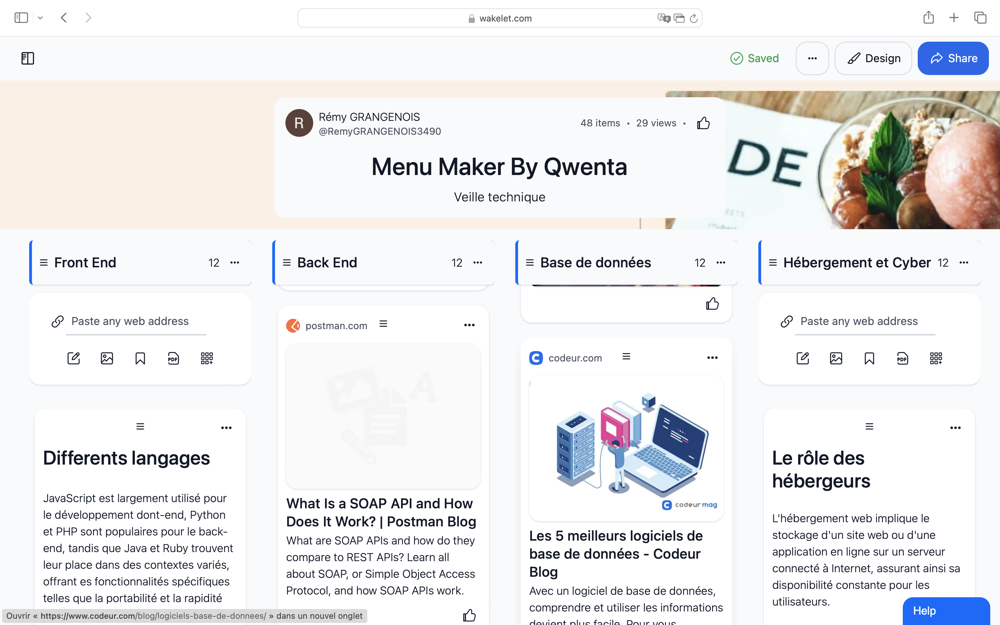 wakelet.com
Saved
Design
Share
R
Rémy GRANGENOIS
@RemyGRANGENOIS3490
48 items • 29 views •
Menu Maker By Qwenta
Veille technique
DE
Front End 12
Back End 12
Base de données 12
Hébergement et Cyber 12
Paste any web address
PDF
Differents langages
JavaScript est largement utilisé pour
le développement dont-end, Python
et PHP sont populaires pour le back-
end, tandis que Java et Ruby trouvent
leur place dans des contextes variés,
offrant es fonctionnalités spécifiques
telles que la portabilité et la rapidité
postman.com
What Is a SOAP API and How
Does It Work? | Postman Blog
What are SOAP APIs and how do they
compare to REST APIs? Learn all
about SOAP, or Simple Object Access
Protocol, and how SOAP APIs work.
codeur.com
codeur mag
Les 5 meilleurs logiciels de
base de données - Codeur
Blog
Avec un logiciel de base de données,
comprendre et utiliser les informations
devient plus facile. Pour vous
Paste any web address
PDF
Le rôle des
hébergeurs
L'hébergement web implique le
stockage d'un site web ou d'une
application en ligne sur un serveur
connecté à Internet, assurant ainsi sa
disponibilité constante pour les
utilisateurs.
Help
Ouvrir « https://www.codeur.com/blog/logiciels-base-de-donnees/ » dans un nouvel onglet